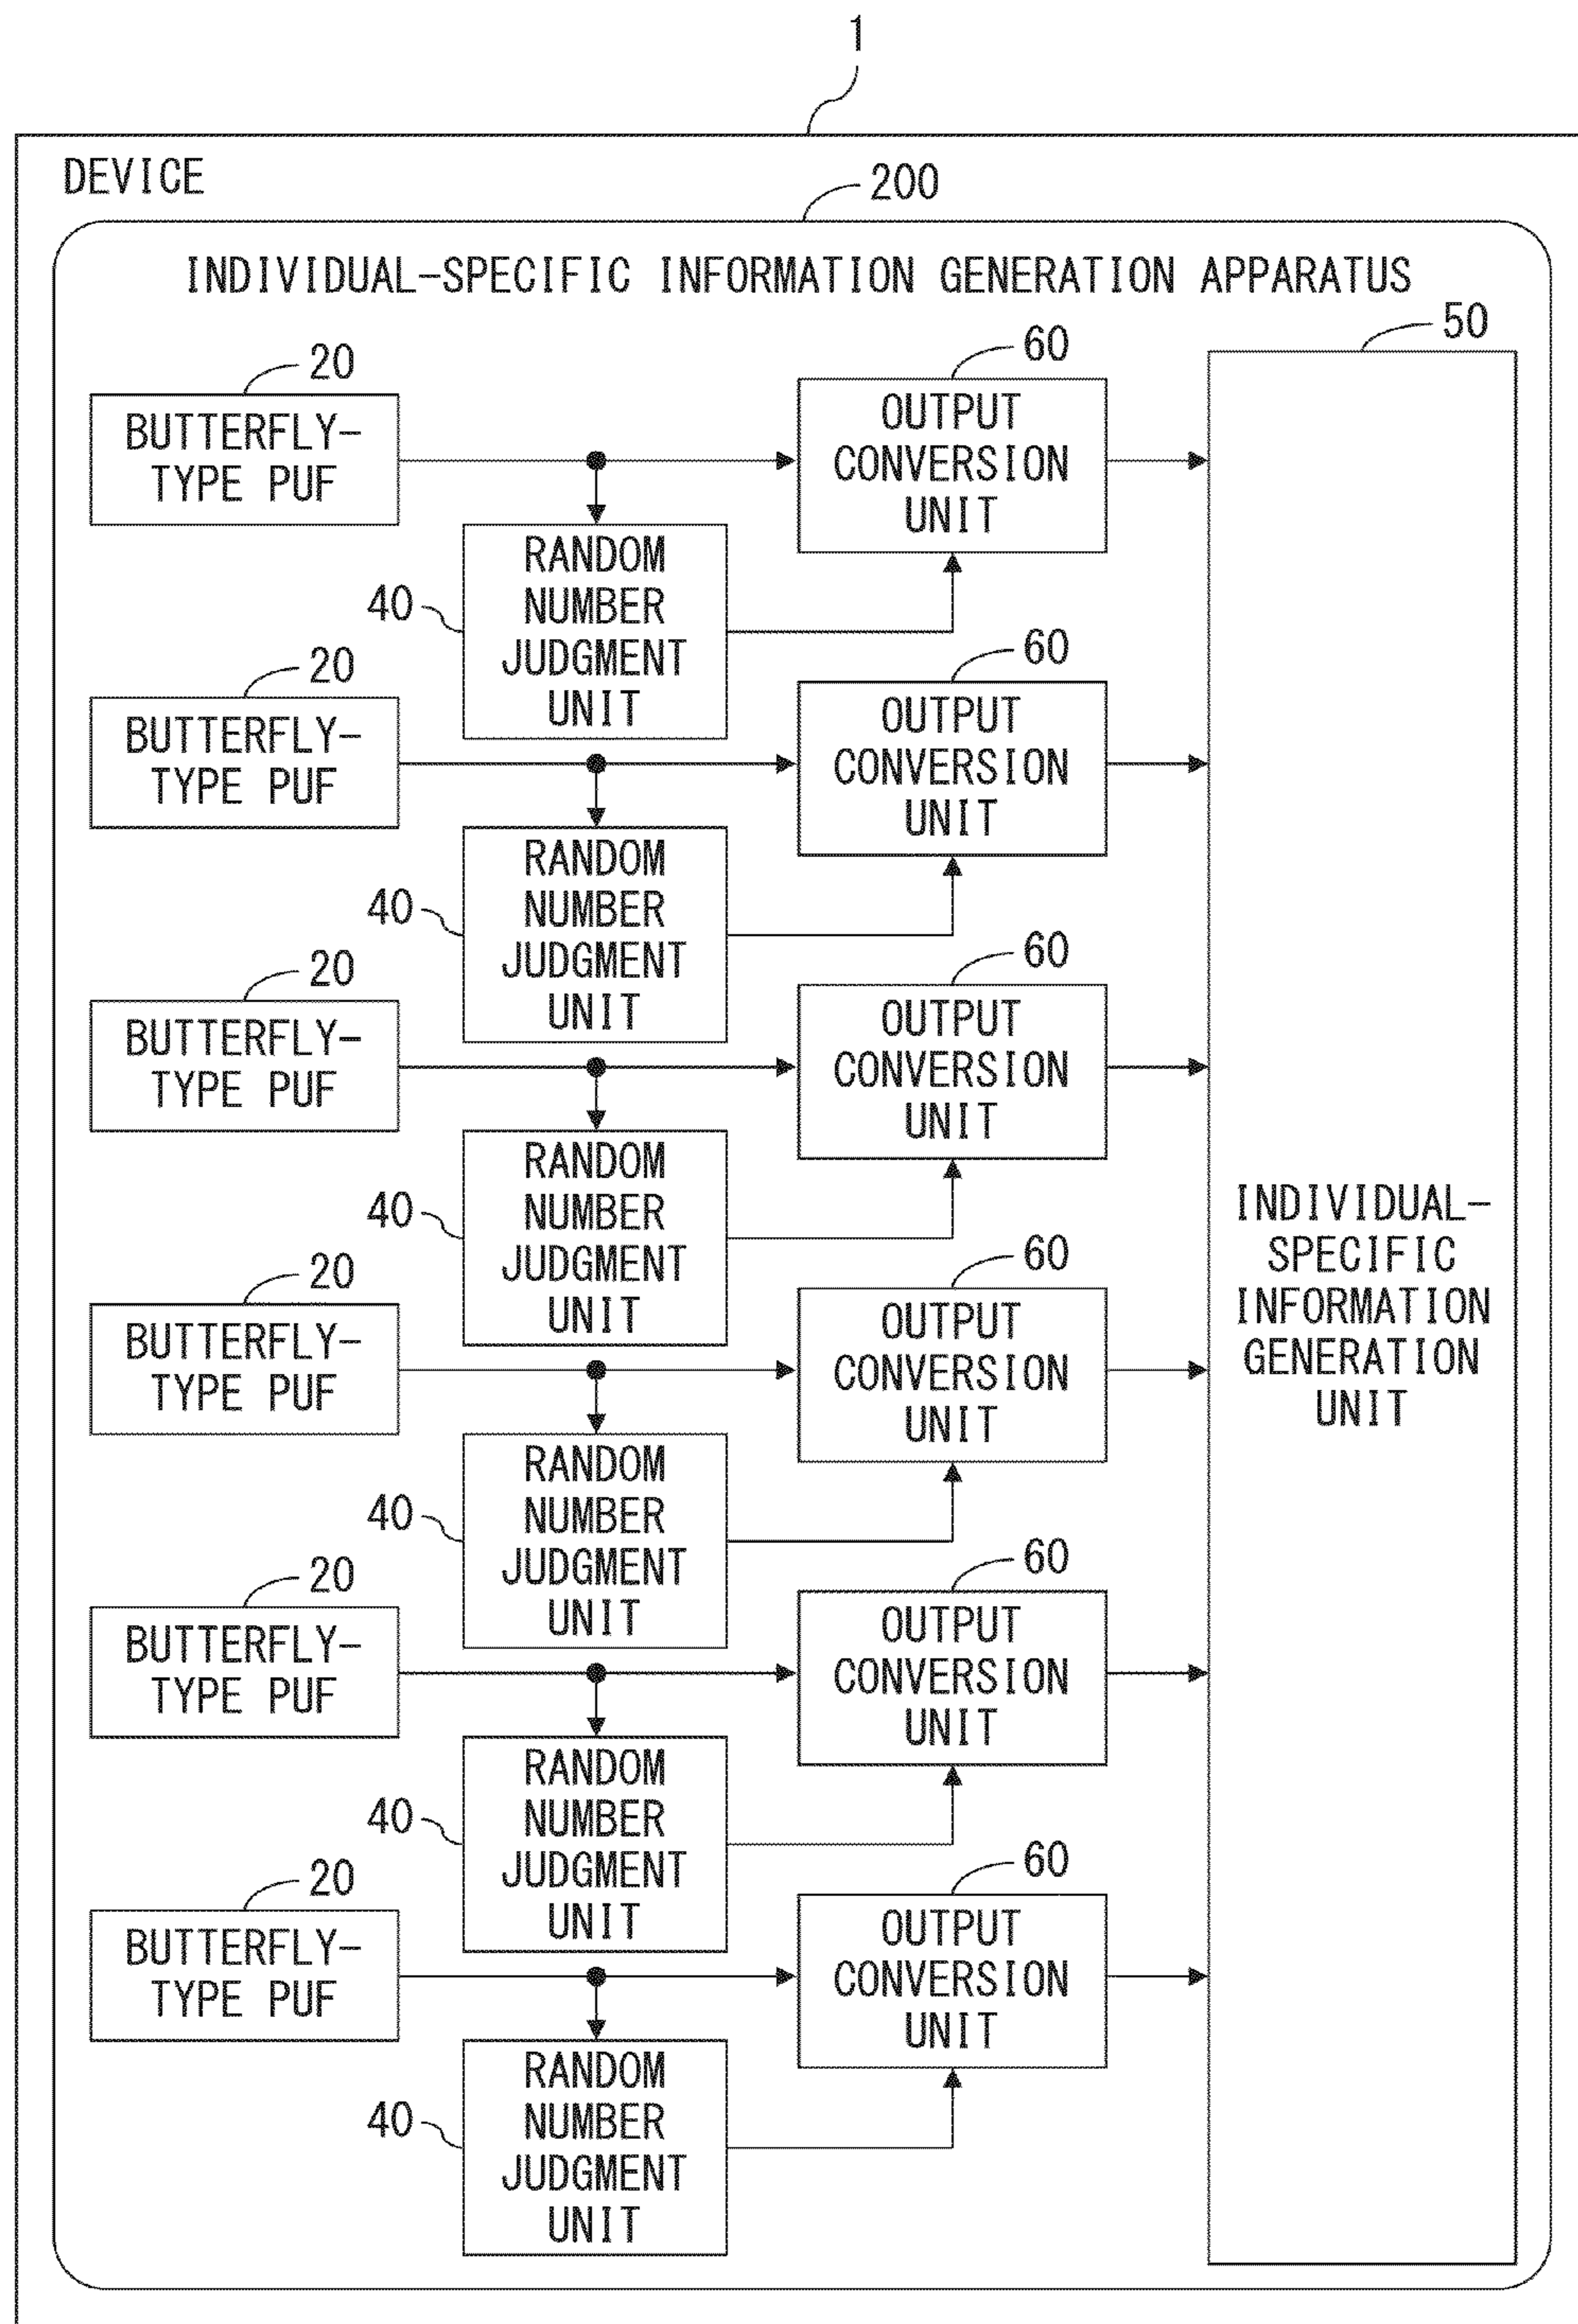 1
DEVICE
200
INDIVIDUAL-SPECIFIC INFORMATION GENERATION APPARATUS
50
20
BUTTERFLY-
TYPE PUF
60
OUTPUT
CONVERSION
UNIT
40
RANDOM
NUMBER
JUDGMENT
UNIT
20
BUTTERFLY-
TYPE PUF
60
OUTPUT
CONVERSION
UNIT
40
RANDOM
NUMBER
JUDGMENT
UNIT
20
BUTTERFLY-
TYPE PUF
60
OUTPUT
CONVERSION
UNIT
40
RANDOM
NUMBER
JUDGMENT
UNIT
20
BUTTERFLY-
TYPE PUF
60
OUTPUT
CONVERSION
UNIT
40
RANDOM
NUMBER
JUDGMENT
UNIT
20
BUTTERFLY-
TYPE PUF
60
OUTPUT
CONVERSION
UNIT
40
RANDOM
NUMBER
JUDGMENT
UNIT
20
BUTTERFLY-
TYPE PUF
60
OUTPUT
CONVERSION
UNIT
40
RANDOM
NUMBER
JUDGMENT
UNIT
INDIVIDUAL-
SPECIFIC
INFORMATION
GENERATION
UNIT